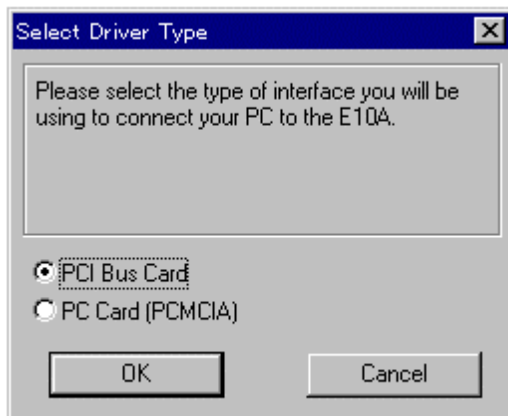 Select Driver Type
Please select the type of interface you will be
using to connect your PC to the E10A.
PCI Bus Card
PC Card (PCMCIA)
OK
Cancel